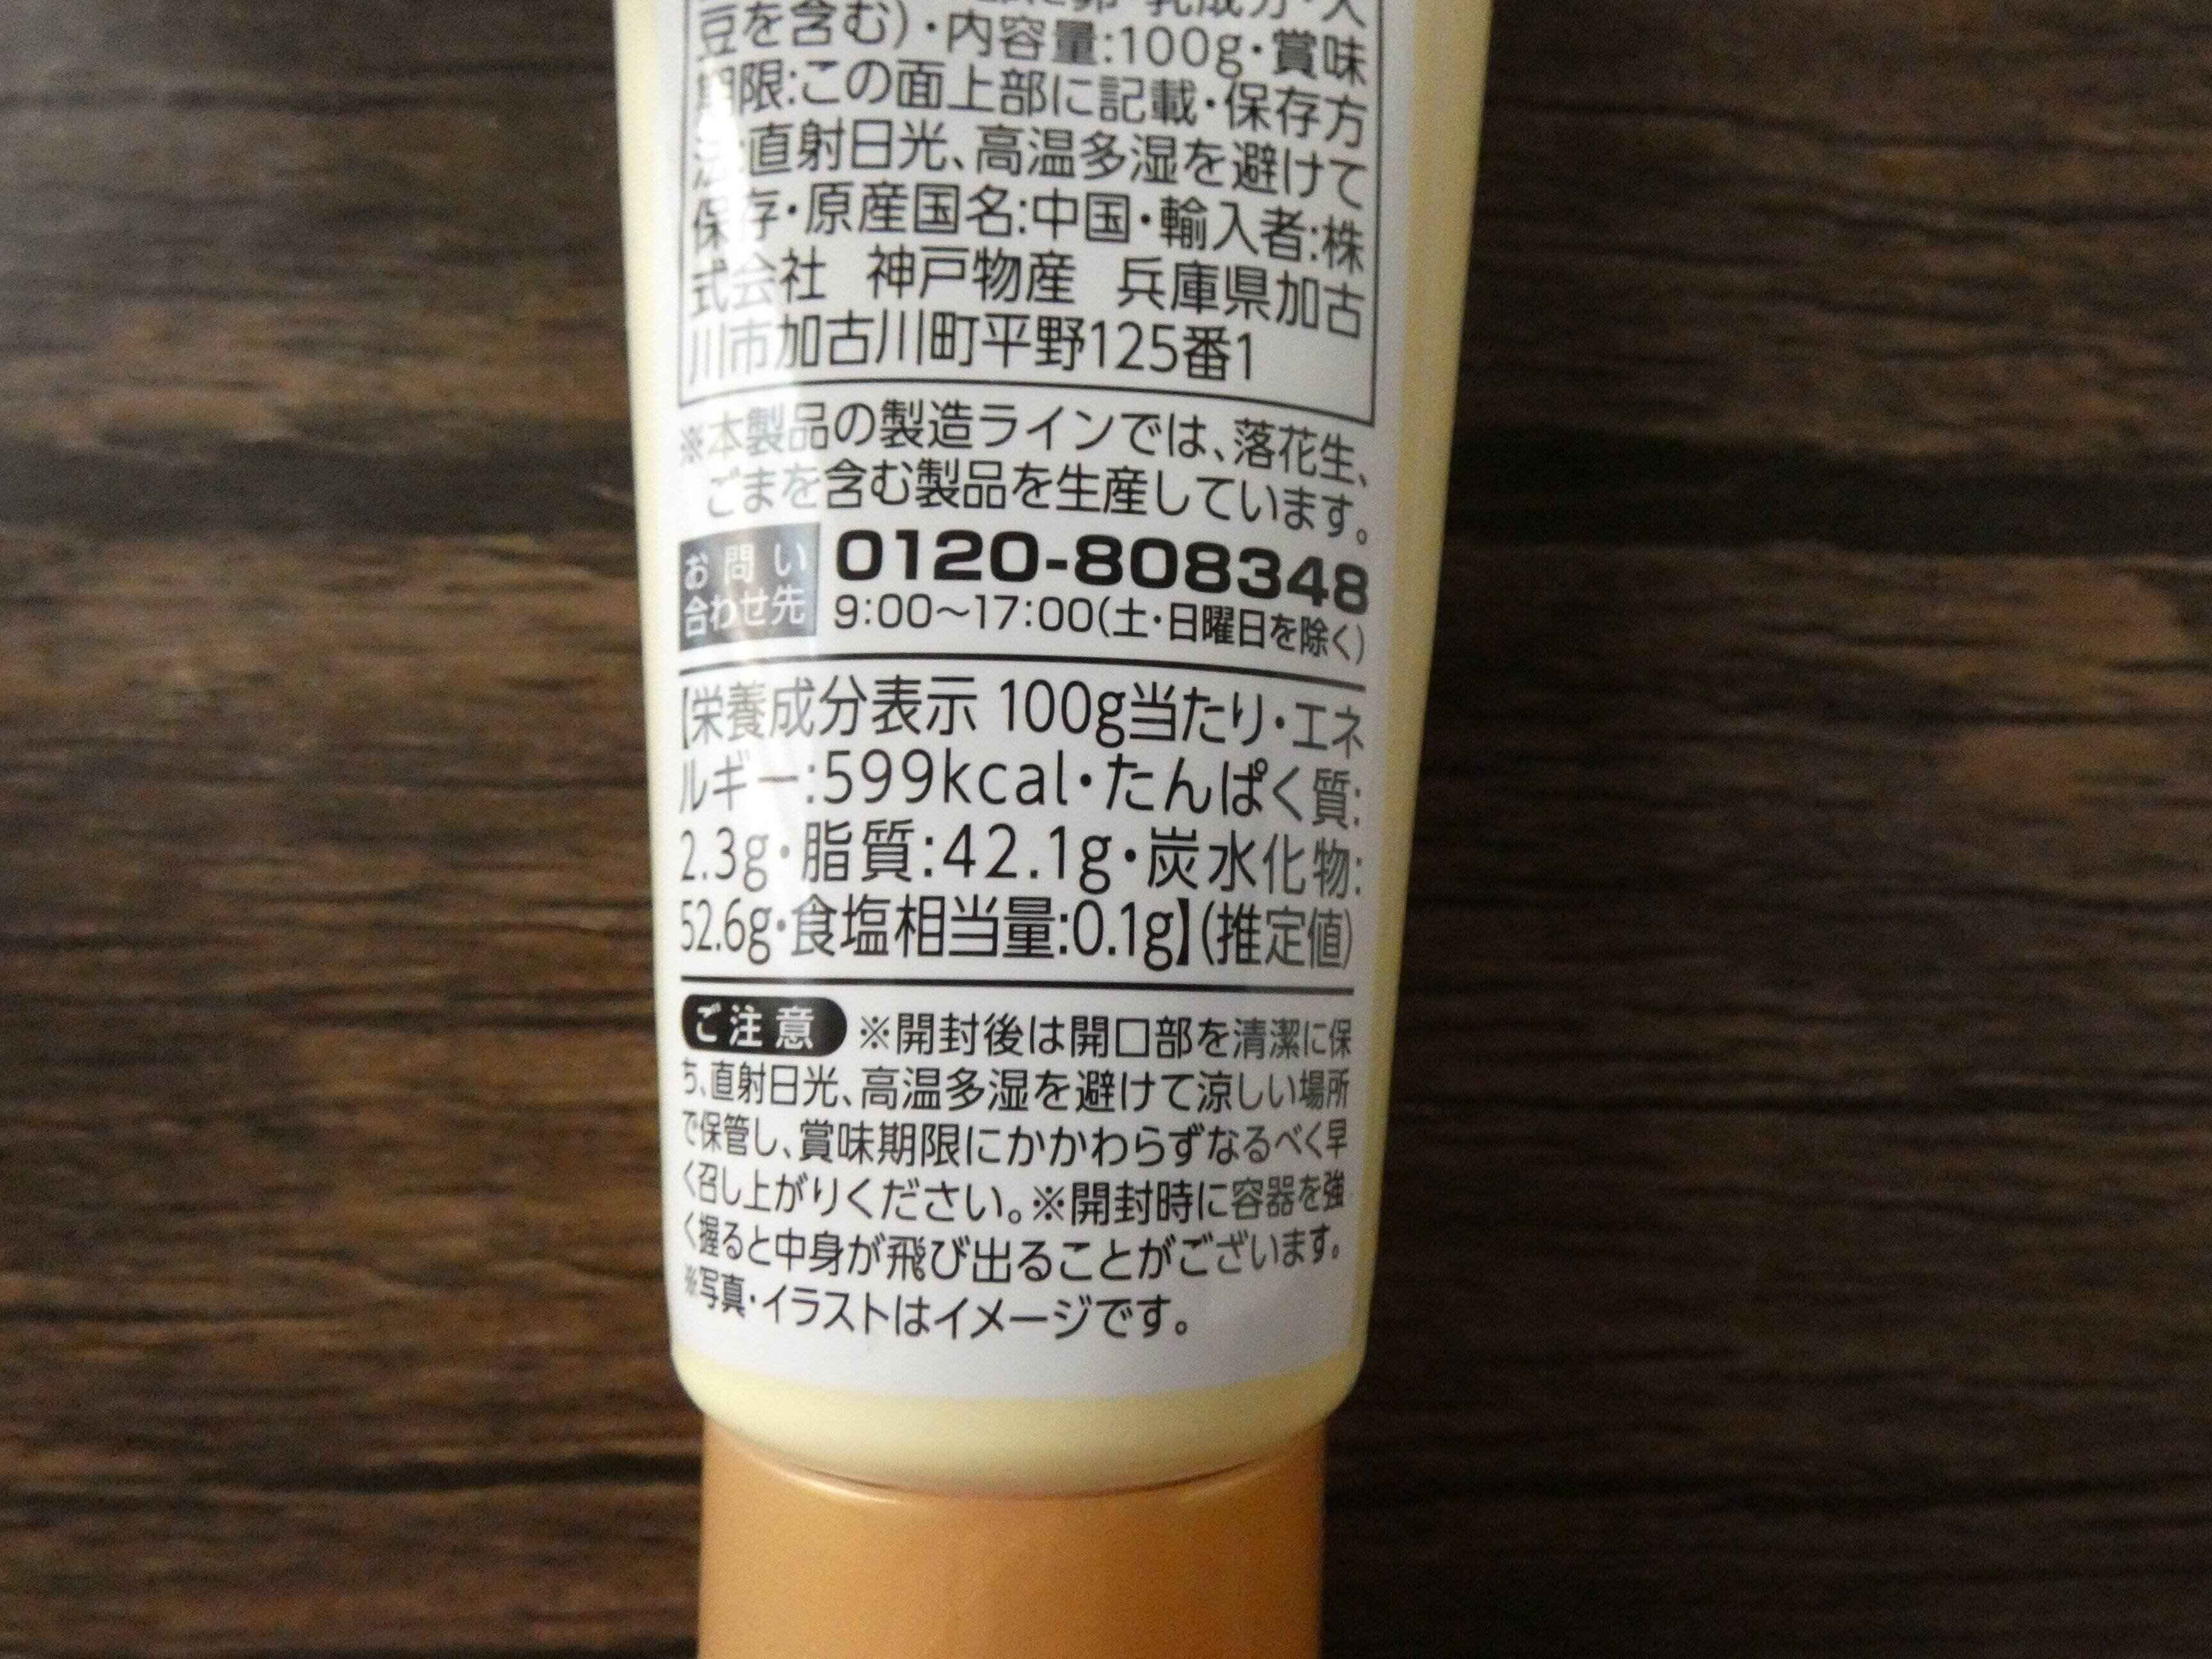 卵・乳成分・大
豆を含む)・内容量:100g・賞味
期限:この面上部に記載・保存方
法:直射日光、高温多湿を避けて
保存・原産国名:中国・輸入者:株
式会社 神戸物産 兵庫県加古
川市加古川町平野125番1
※本製品の製造ラインでは、落花生、
ごまを含む製品を生産しています。
お問い
合わせ先
0120-808348
9:00～17:00(土・日曜日を除く)
【栄養成分表示 100g当たり・エネ
ルギー:599kcal・たんぱく質:
2.3g・脂質:42.1g・炭水化物:
52.6g・食塩相当量:0.1g】(推定値)
ご注意 ※開封後は開口部を清潔に保
ち、直射日光、高温多湿を避けて涼しい場所
で保管し、賞味期限にかかわらずなるべく早
く召し上がりください。※開封時に容器を強
く握ると中身が飛び出ることがございます。
※写真・イラストはイメージです。